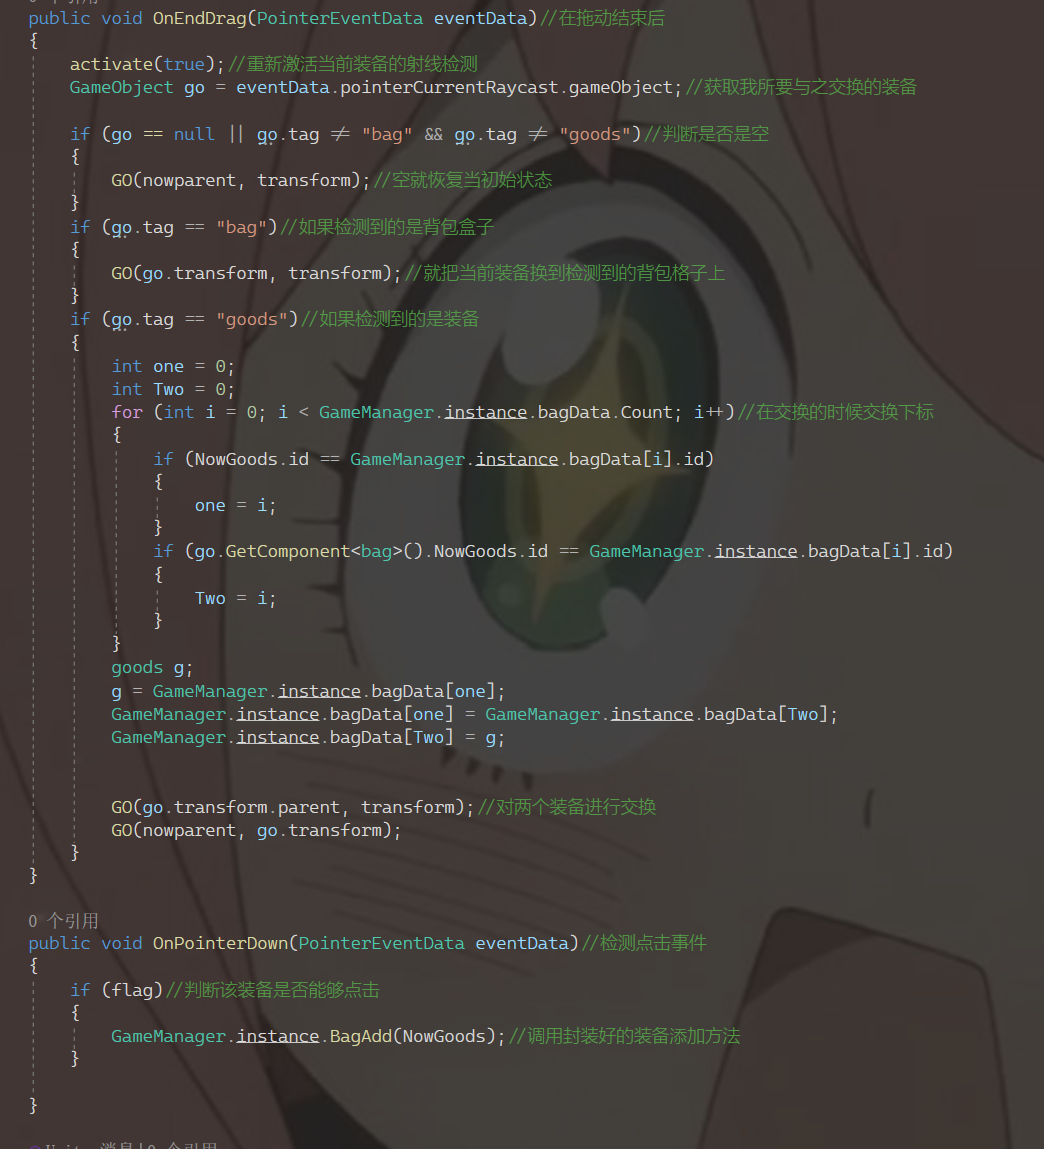 public void OnEndDrag(PointerEventData eventData)//在拖动结束后
{
activate(true);//重新激活当前装备的射线检测
GameObject go = eventData.pointerCurrentRaycast.gameObject;//获取我所要与之交换的装备
if (go == null || go.tag != "bag" && go.tag != "goods")//判断是否是空
{
GO(nowparent, transform);//空就恢复当初始状态
}
if (go.tag == "bag")//如果检测到的是背包盒子
{
GO(go.transform, transform);//就把当前装备换到检测到的背包格子上
}
if (go.tag == "goods")//如果检测到的是装备
{
int one = 0;
int Two = 0;
for (int i = 0; i < GameManager.instance.bagData.Count; i++)//在交换的时候交换下标
{
if (NowGoods.id == GameManager.instance.bagData[i].id)
{
one = i;
}
if (go.GetComponent<bag>().NowGoods.id == GameManager.instance.bagData[i].id)
{
Two = i;
}
}
goods g;
g = GameManager.instance.bagData[one];
GameManager.instance.bagData[one] = GameManager.instance.bagData[Two];
GameManager.instance.bagData[Two] = g;
GO(go.transform.parent, transform);//对两个装备进行交换
GO(nowparent, go.transform);
}
}
0 个引用
public void OnPointerDown(PointerEventData eventData)//检测点击事件
{
if (flag)//判断该装备是否能够点击
{
GameManager.instance.BagAdd(NowGoods);//调用封装好的装备添加方法
}
}